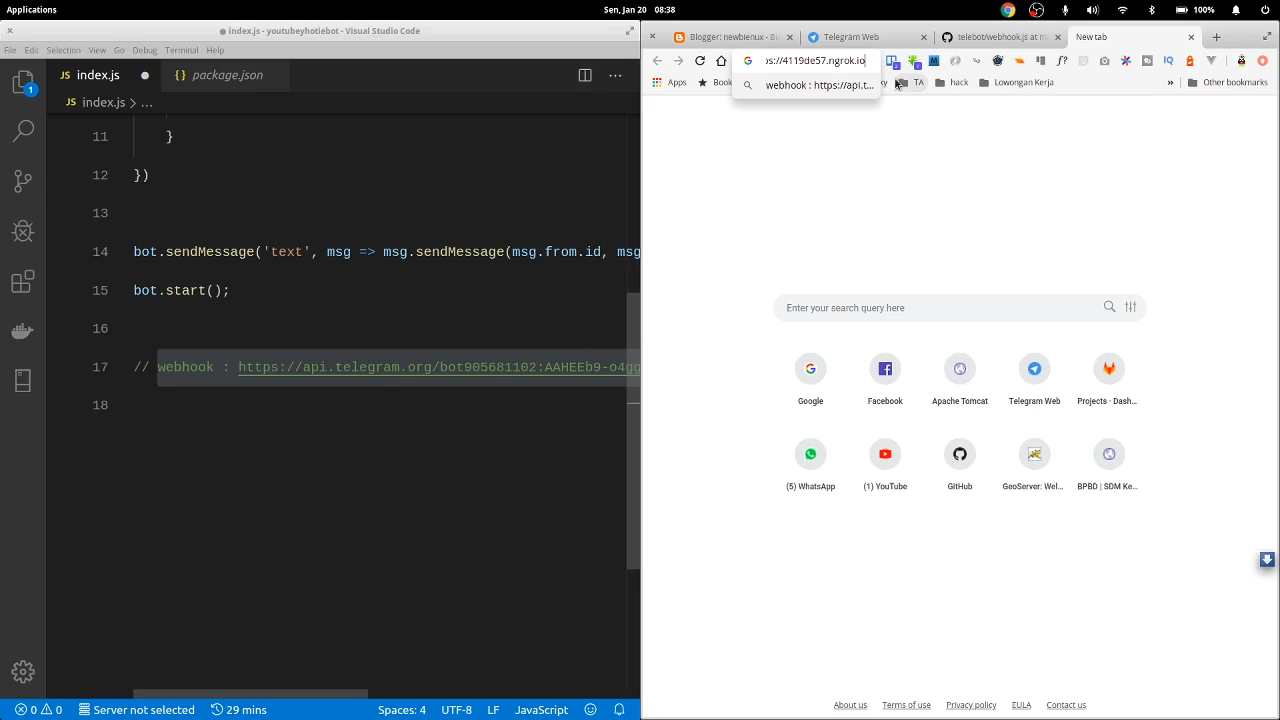 Applications
Sen, Jan 20 08:38
100%
index.js - youtubeyhotiebot - Visual Studio Code
File Edit Selection View Go Debug Terminal Help
index.js
{ } package.json
index.js > ...
11 }
12 })
13
14 bot.sendMessage('text', msg => msg.sendMessage(msg.from.id, msg
15 bot.start();
16
17 // webhook : https://api.telegram.org/bot905681102:AAHEEb9-o4gg
18
0 0 Server not selected 29 mins
Spaces: 4 UTF-8 LF JavaScript
Blogger: newbienux - Bu
Telegram Web
telebot/webhook.js at m
New tab
ps://4119de57.ngrok.io
webhook : https://api.t...
Apps
Book
ky
TA
hack
Lowongan Kerja
»
Other bookmarks
Enter your search query here
Google
Facebook
Apache Tomcat
Telegram Web
Projects · Dash...
(5) WhatsApp
(1) YouTube
GitHub
GeoServer: Wel...
BPBD | SDM Ke...
About us Terms of use Privacy policy EULA Contact us